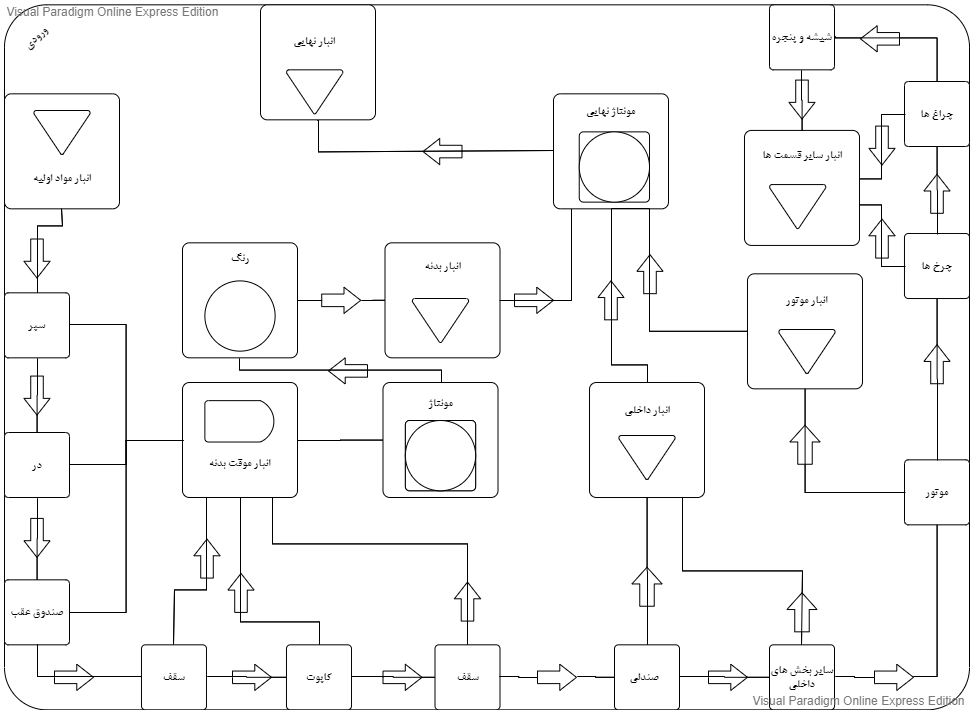 Visual Paradigm Online Express Edition
ورودی
انبار نهایی
شیشه و پنجره
مونتاژ نهایی
چراغ ها
انبار سایر قسمت ها
انبار مواد اولیه
رنگ
انبار بدنه
چرخ ها
انبار موتور
سپر
مونتاژ
انبار داخلی
انبار موقت بدنه
در
موتور
صندوق عقب
سقف
کاپوت
سقف
صندلی
سایر بخش های
داخلی
Visual Paradigm Online Express Edition